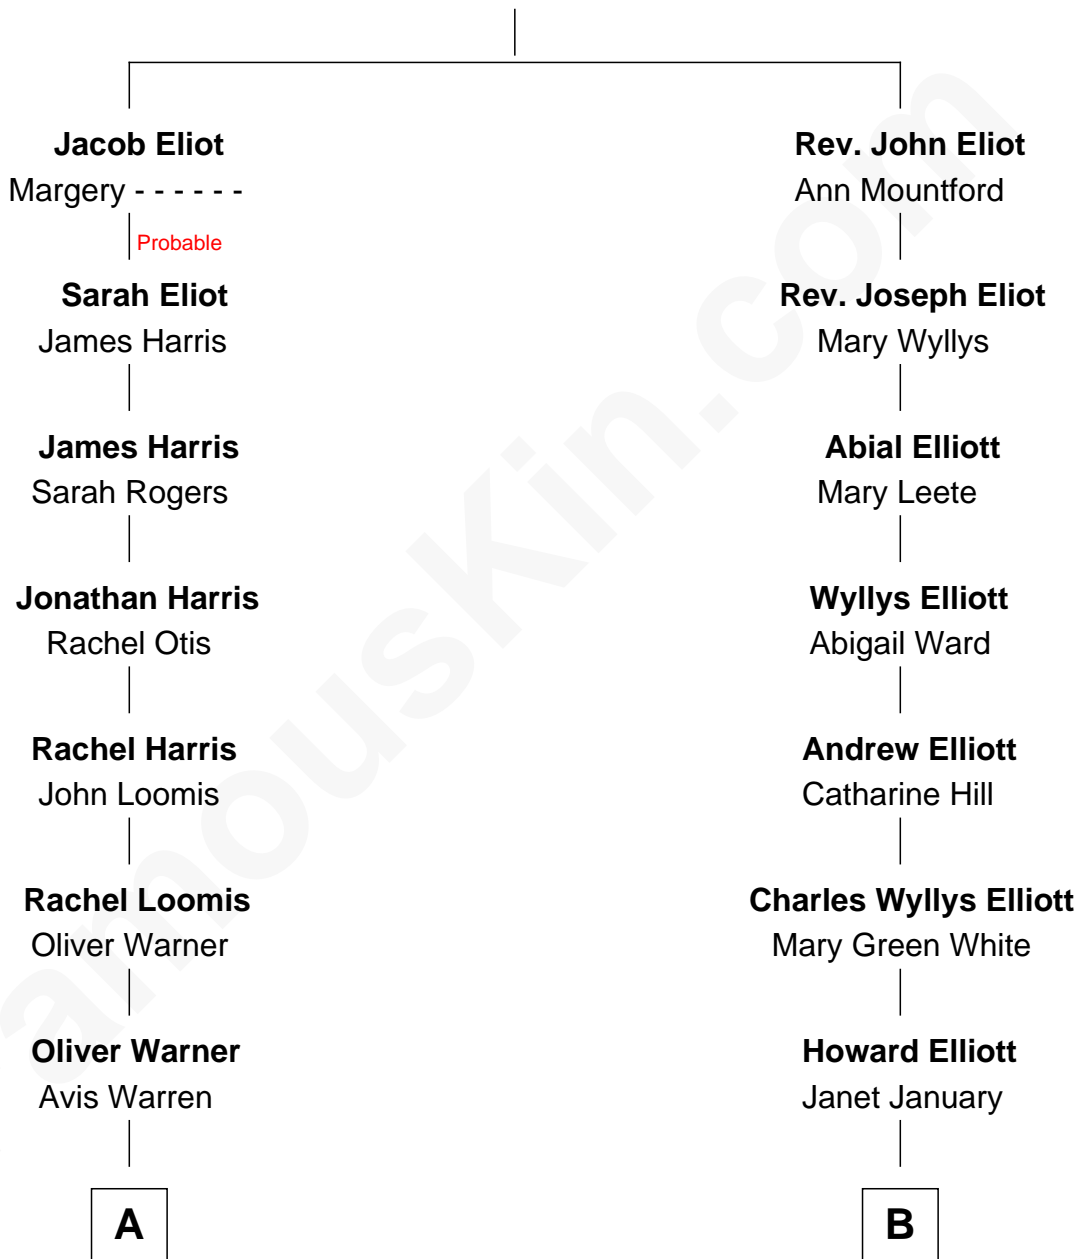 Jacob Eliot
Margery - - - - - -
Probable
Sarah Eliot
James Harris
James Harris
Sarah Rogers
Jonathan Harris
Rachel Otis
Rachel Harris
John Loomis
Rachel Loomis
Oliver Warner
Oliver Warner
Avis Warren
A
Rev. John Eliot
Ann Mountford
Rev. Joseph Eliot
Mary Wyllys
Abial Elliott
Mary Leete
Wyllys Elliott
Abigail Ward
Andrew Elliott
Catharine Hill
Charles Wyllys Elliott
Mary Green White
Howard Elliott
Janet January
B
amousKin.com